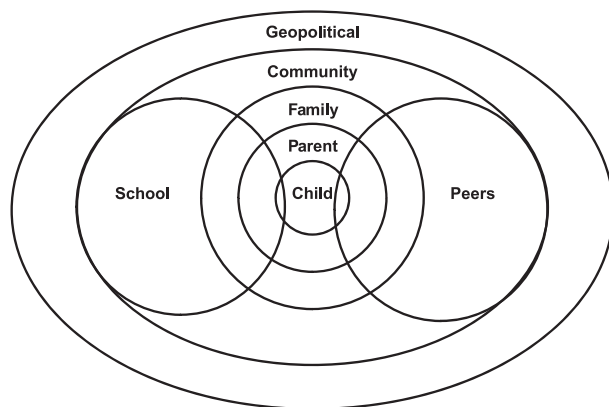 Geopolitical
Community
Family
Parent
School
Child
Peers